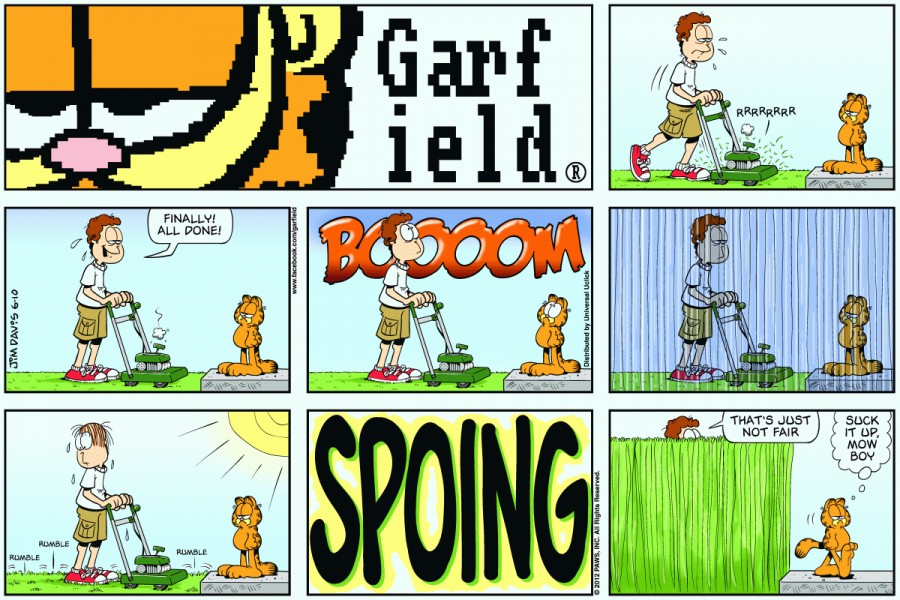 Garf
ield®
RRRRRRRR
FINALLY!
ALL DONE!
JIM DAVIS 6-10
www.facebook.com/garfield
BOOOOM
Distributed by Universal Uclick
RUMBLE
RUMBLE
RUMBLE
SPOING
© 2012 PAWS, INC. All Rights Reserved.
THAT'S JUST
NOT FAIR
SUCK
IT UP,
MOW
BOY